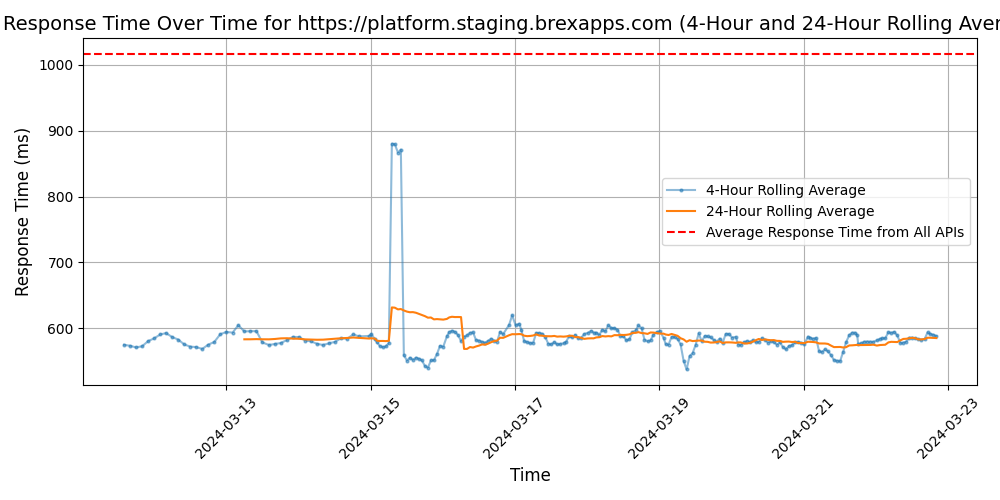 Response Time Over Time for https://platform.staging.brexapps.com (4-Hour and 24-Hour Rolling Aver
1000
900
800
700
600
Response Time (ms)
4-Hour Rolling Average
24-Hour Rolling Average
Average Response Time from All APIs
2024-03-13
2024-03-15
2024-03-17
2024-03-19
2024-03-21
2024-03-23
Time